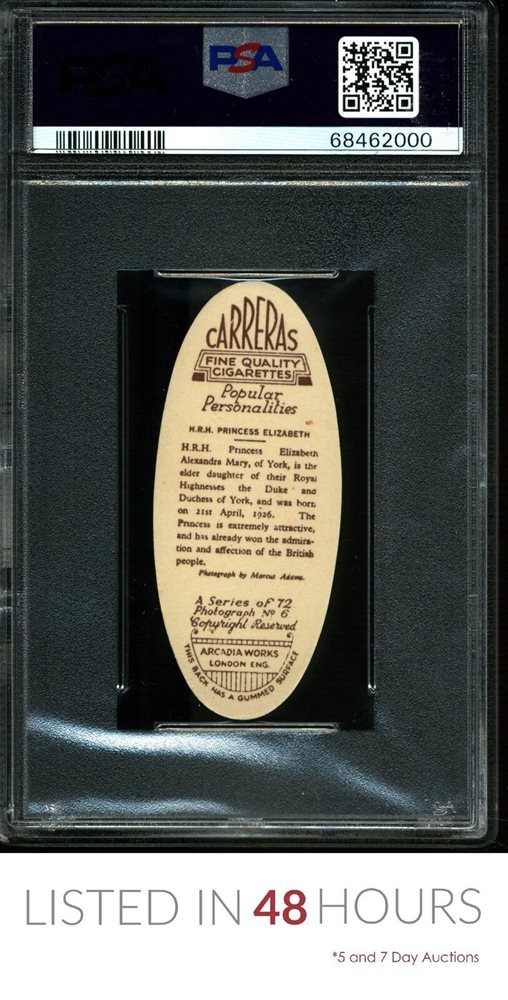 PSA
PSA
68462000
CARRERAS
FINE QUALITY
CIGARETTES
Popular
Personalities
H.R.H. PRINCESS ELIZABETH
H.R.H. Princess Elizabeth
Alexandra Mary, of York, is the
elder daughter of their Royal
Highnesses the Duke and
Duchess of York, and was born
on 21st April, 1926. The
Princess is extremely attractive,
and has already won the admira-
tion and affection of the British
people.
Photograph by Marcus Adams.
A Series of 72
Photograph Nº 6
Copyright Reserved
ARCADIA WORKS
LONDON ENG.
THIS BACK HAS A GUMMED SURFACE
LISTED IN 48 HOURS
*5 and 7 Day Auctions